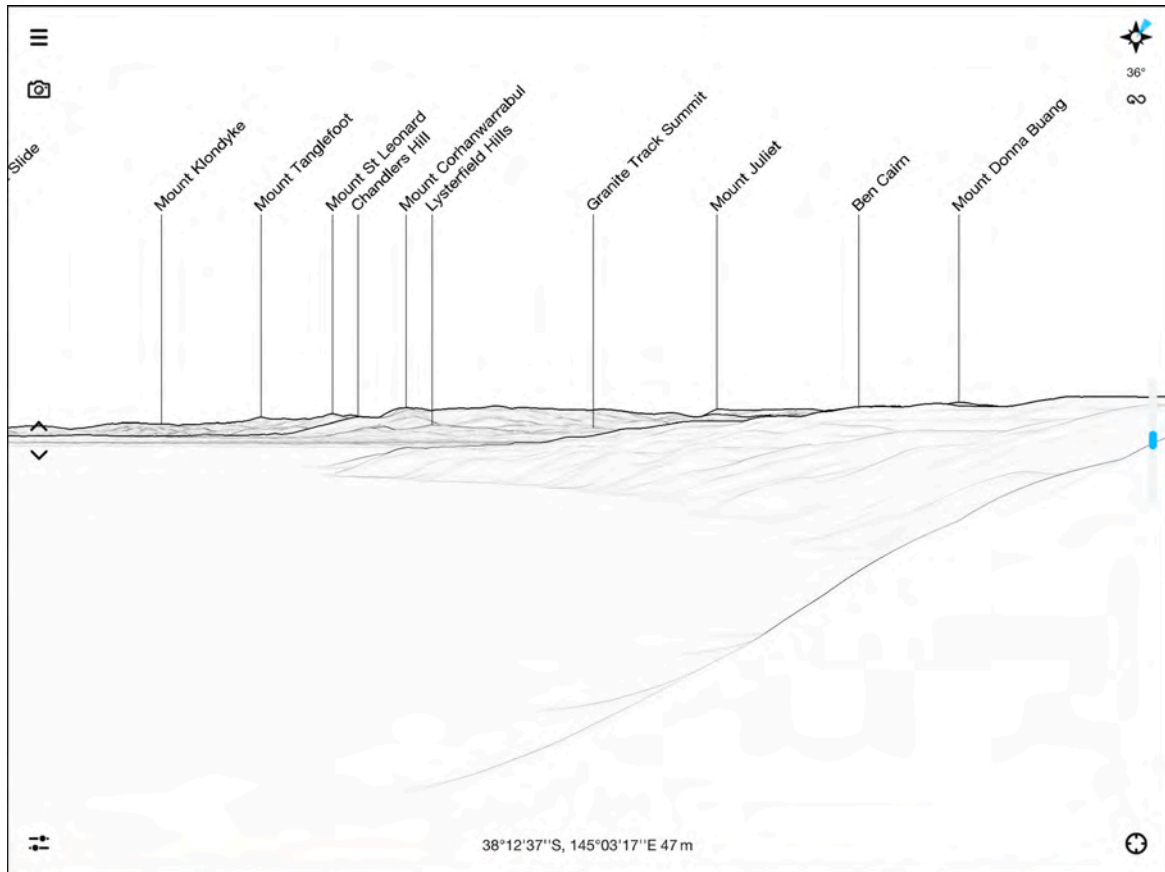 36°
Slide
Mount Klondyke
Mount Tanglefoot
Mount St Leonard
Chandlers Hill
Mount Corhanwarrabul
Lysterfield Hills
Granite Track Summit
Mount Juliet
Ben Cairn
Mount Donna Buang
38°12'37''S, 145°03'17''E 47 m